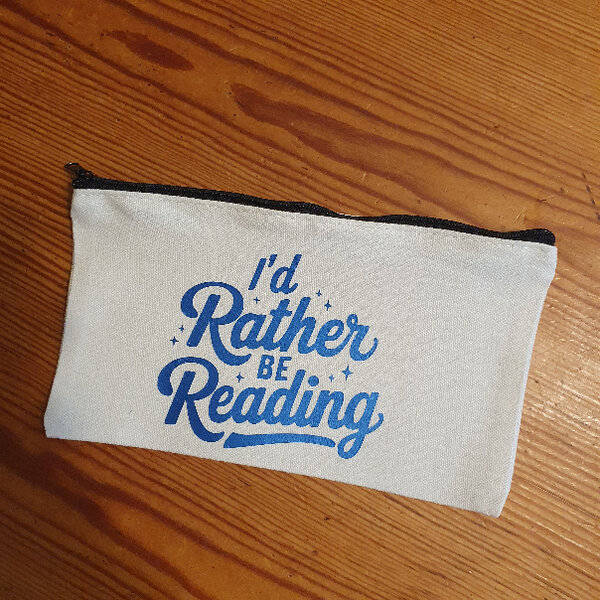 I'd
Rather
BE
Reading